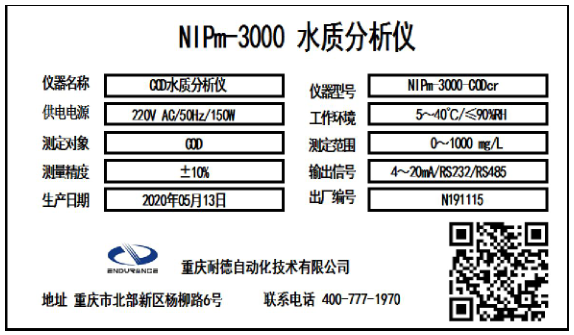 NIPm-3000 水质分析仪
仪器名称 COD水质分析仪 仪器型号 NIPm-3000-CODcr
供电电源 220V AC/50Hz/150W 工作环境 5～40℃/≤90%RH
测定对象 COD 测定范围 0～1000 mg/L
测量精度 ±10% 输出信号 4～20mA/RS232/RS485
生产日期 2020年05月13日 出厂编号 N191115
ENDURANCE 重庆耐德自动化技术有限公司
地址 重庆市北部新区杨柳路6号 联系电话 400-777-1970